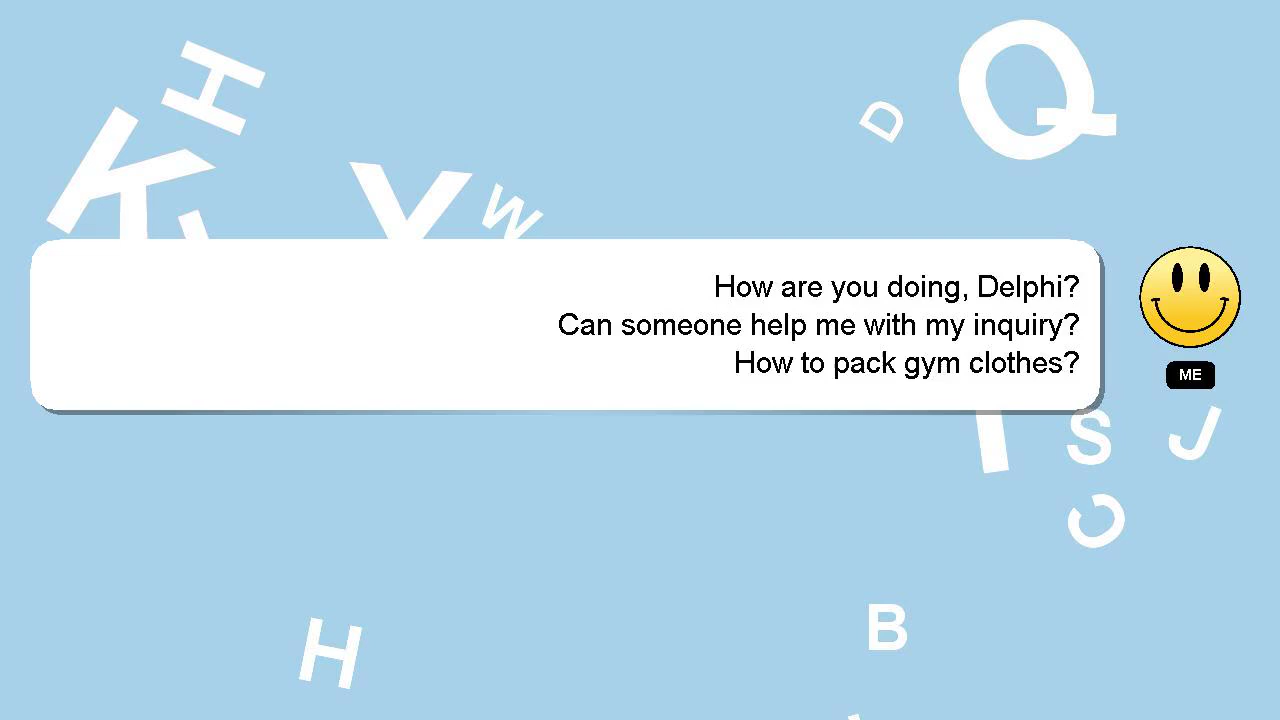 H
K
Y
W
D
Q
How are you doing, Delphi?
Can someone help me with my inquiry?
How to pack gym clothes?
ME
S
J
C
H
B